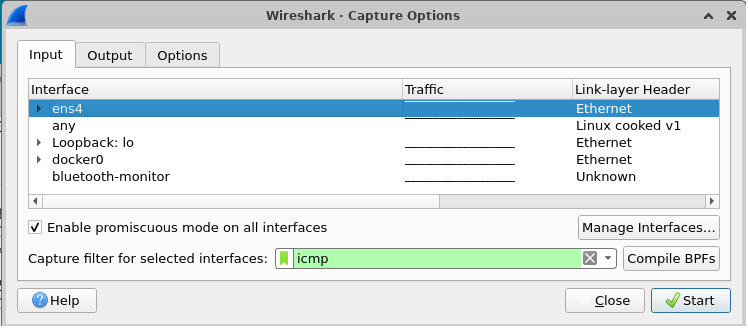 Wireshark · Capture Options
Input Output Options
Interface Traffic Link-layer Header
ens4 Ethernet
any Linux cooked v1
Loopback: lo Ethernet
docker0 Ethernet
bluetooth-monitor Unknown
Enable promiscuous mode on all interfaces Manage Interfaces...
Capture filter for selected interfaces: icmp Compile BPFs
Help Close Start